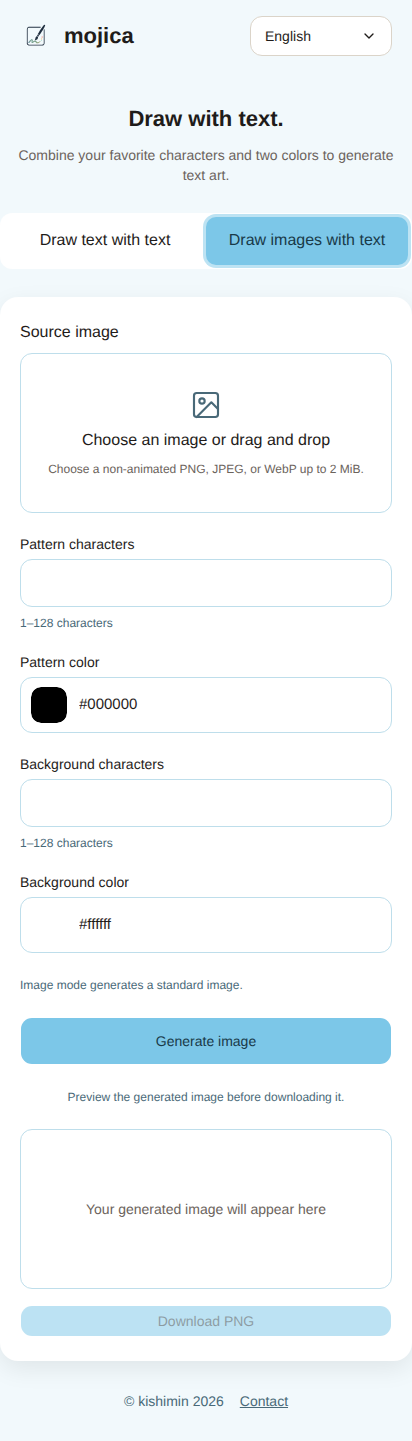 mojica
English
Draw with text.
Combine your favorite characters and two colors to generate
text art.
Draw text with text
Draw images with text
Source image
Choose an image or drag and drop
Choose a non-animated PNG, JPEG, or WebP up to 2 MiB.
Pattern characters
1–128 characters
Pattern color
#000000
Background characters
1–128 characters
Background color
#ffffff
Image mode generates a standard image.
Generate image
Preview the generated image before downloading it.
Your generated image will appear here
Download PNG
© kishimin 2026 Contact